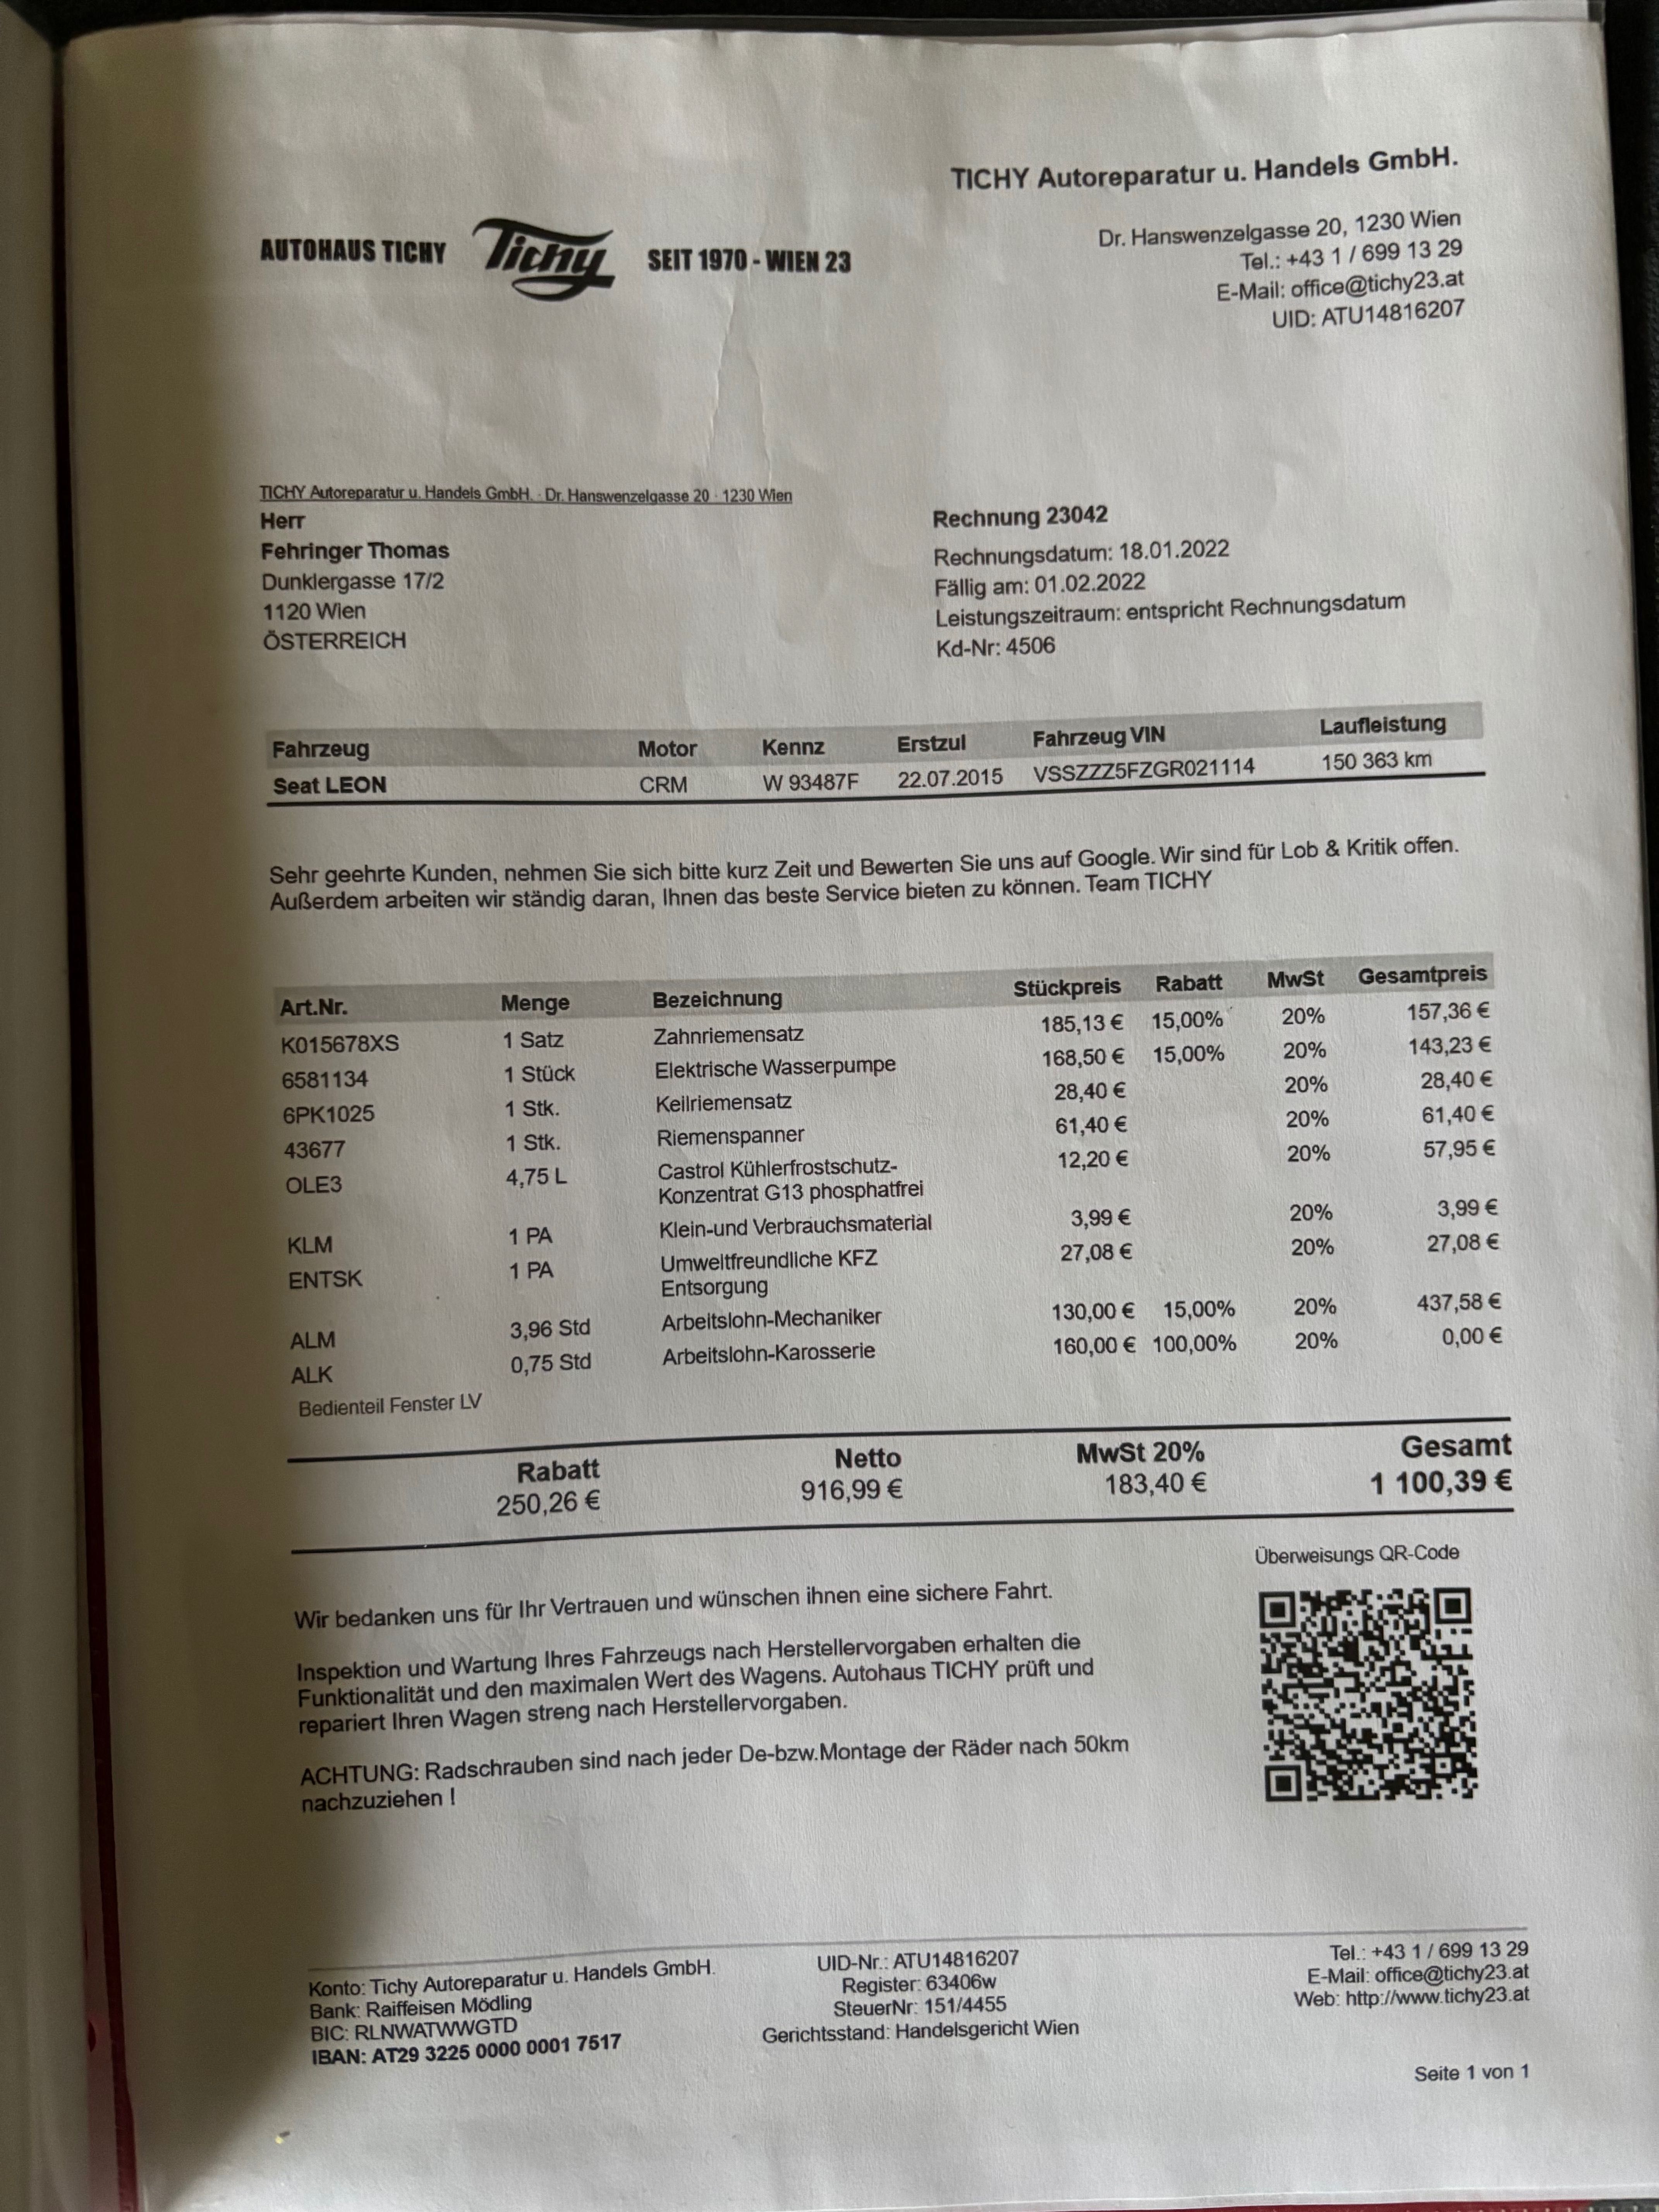 TICHY Autoreparatur u. Handels GmbH.
AUTOHAUS TICHY Tichy SEIT 1970 - WIEN 23
Dr. Hanswenzelgasse 20, 1230 Wien
Tel.: +43 1 / 699 13 29
E-Mail: office@tichy23.at
UID: ATU14816207
TICHY Autoreparatur u. Handels GmbH. · Dr. Hanswenzelgasse 20 · 1230 Wien
Herr
Fehringer Thomas
Dunklergasse 17/2
1120 Wien
ÖSTERREICH
Rechnung 23042
Rechnungsdatum: 18.01.2022
Fällig am: 01.02.2022
Leistungszeitraum: entspricht Rechnungsdatum
Kd-Nr: 4506
Fahrzeug Motor Kennz Erstzul Fahrzeug VIN Laufleistung
Seat LEON CRM W 93487F 22.07.2015 VSSZZZ5FZGR021114 150 363 km
Sehr geehrte Kunden, nehmen Sie sich bitte kurz Zeit und Bewerten Sie uns auf Google. Wir sind für Lob & Kritik offen.
Außerdem arbeiten wir ständig daran, Ihnen das beste Service bieten zu können. Team TICHY
Art.Nr. Menge Bezeichnung Stückpreis Rabatt MwSt Gesamtpreis
K015678XS 1 Satz Zahnriemensatz 185,13 € 15,00% 20% 157,36 €
6581134 1 Stück Elektrische Wasserpumpe 168,50 € 15,00% 20% 143,23 €
6PK1025 1 Stk. Keilriemensatz 28,40 € 20% 28,40 €
43677 1 Stk. Riemenspanner 61,40 € 20% 61,40 €
OLE3 4,75 L Castrol Kühlerfrostschutz- 12,20 € 20% 57,95 €
Konzentrat G13 phosphatfrei
KLM 1 PA Klein-und Verbrauchsmaterial 3,99 € 20% 3,99 €
ENTSK 1 PA Umweltfreundliche KFZ 27,08 € 20% 27,08 €
Entsorgung
ALM 3,96 Std Arbeitslohn-Mechaniker 130,00 € 15,00% 20% 437,58 €
ALK 0,75 Std Arbeitslohn-Karosserie 160,00 € 100,00% 20% 0,00 €
Bedienteil Fenster LV
Rabatt Netto MwSt 20% Gesamt
250,26 € 916,99 € 183,40 € 1 100,39 €
Überweisungs QR-Code
Wir bedanken uns für Ihr Vertrauen und wünschen ihnen eine sichere Fahrt.
Inspektion und Wartung Ihres Fahrzeugs nach Herstellervorgaben erhalten die
Funktionalität und den maximalen Wert des Wagens. Autohaus TICHY prüft und
repariert Ihren Wagen streng nach Herstellervorgaben.
ACHTUNG: Radschrauben sind nach jeder De-bzw.Montage der Räder nach 50km
nachzuziehen !
Konto: Tichy Autoreparatur u. Handels GmbH.
Bank: Raiffeisen Mödling
BIC: RLNWATWWGTD
IBAN: AT29 3225 0000 0001 7517
UID-Nr.: ATU14816207
Register: 63406w
SteuerNr: 151/4455
Gerichtsstand: Handelsgericht Wien
Tel.: +43 1 / 699 13 29
E-Mail: office@tichy23.at
Web: http://www.tichy23.at
Seite 1 von 1